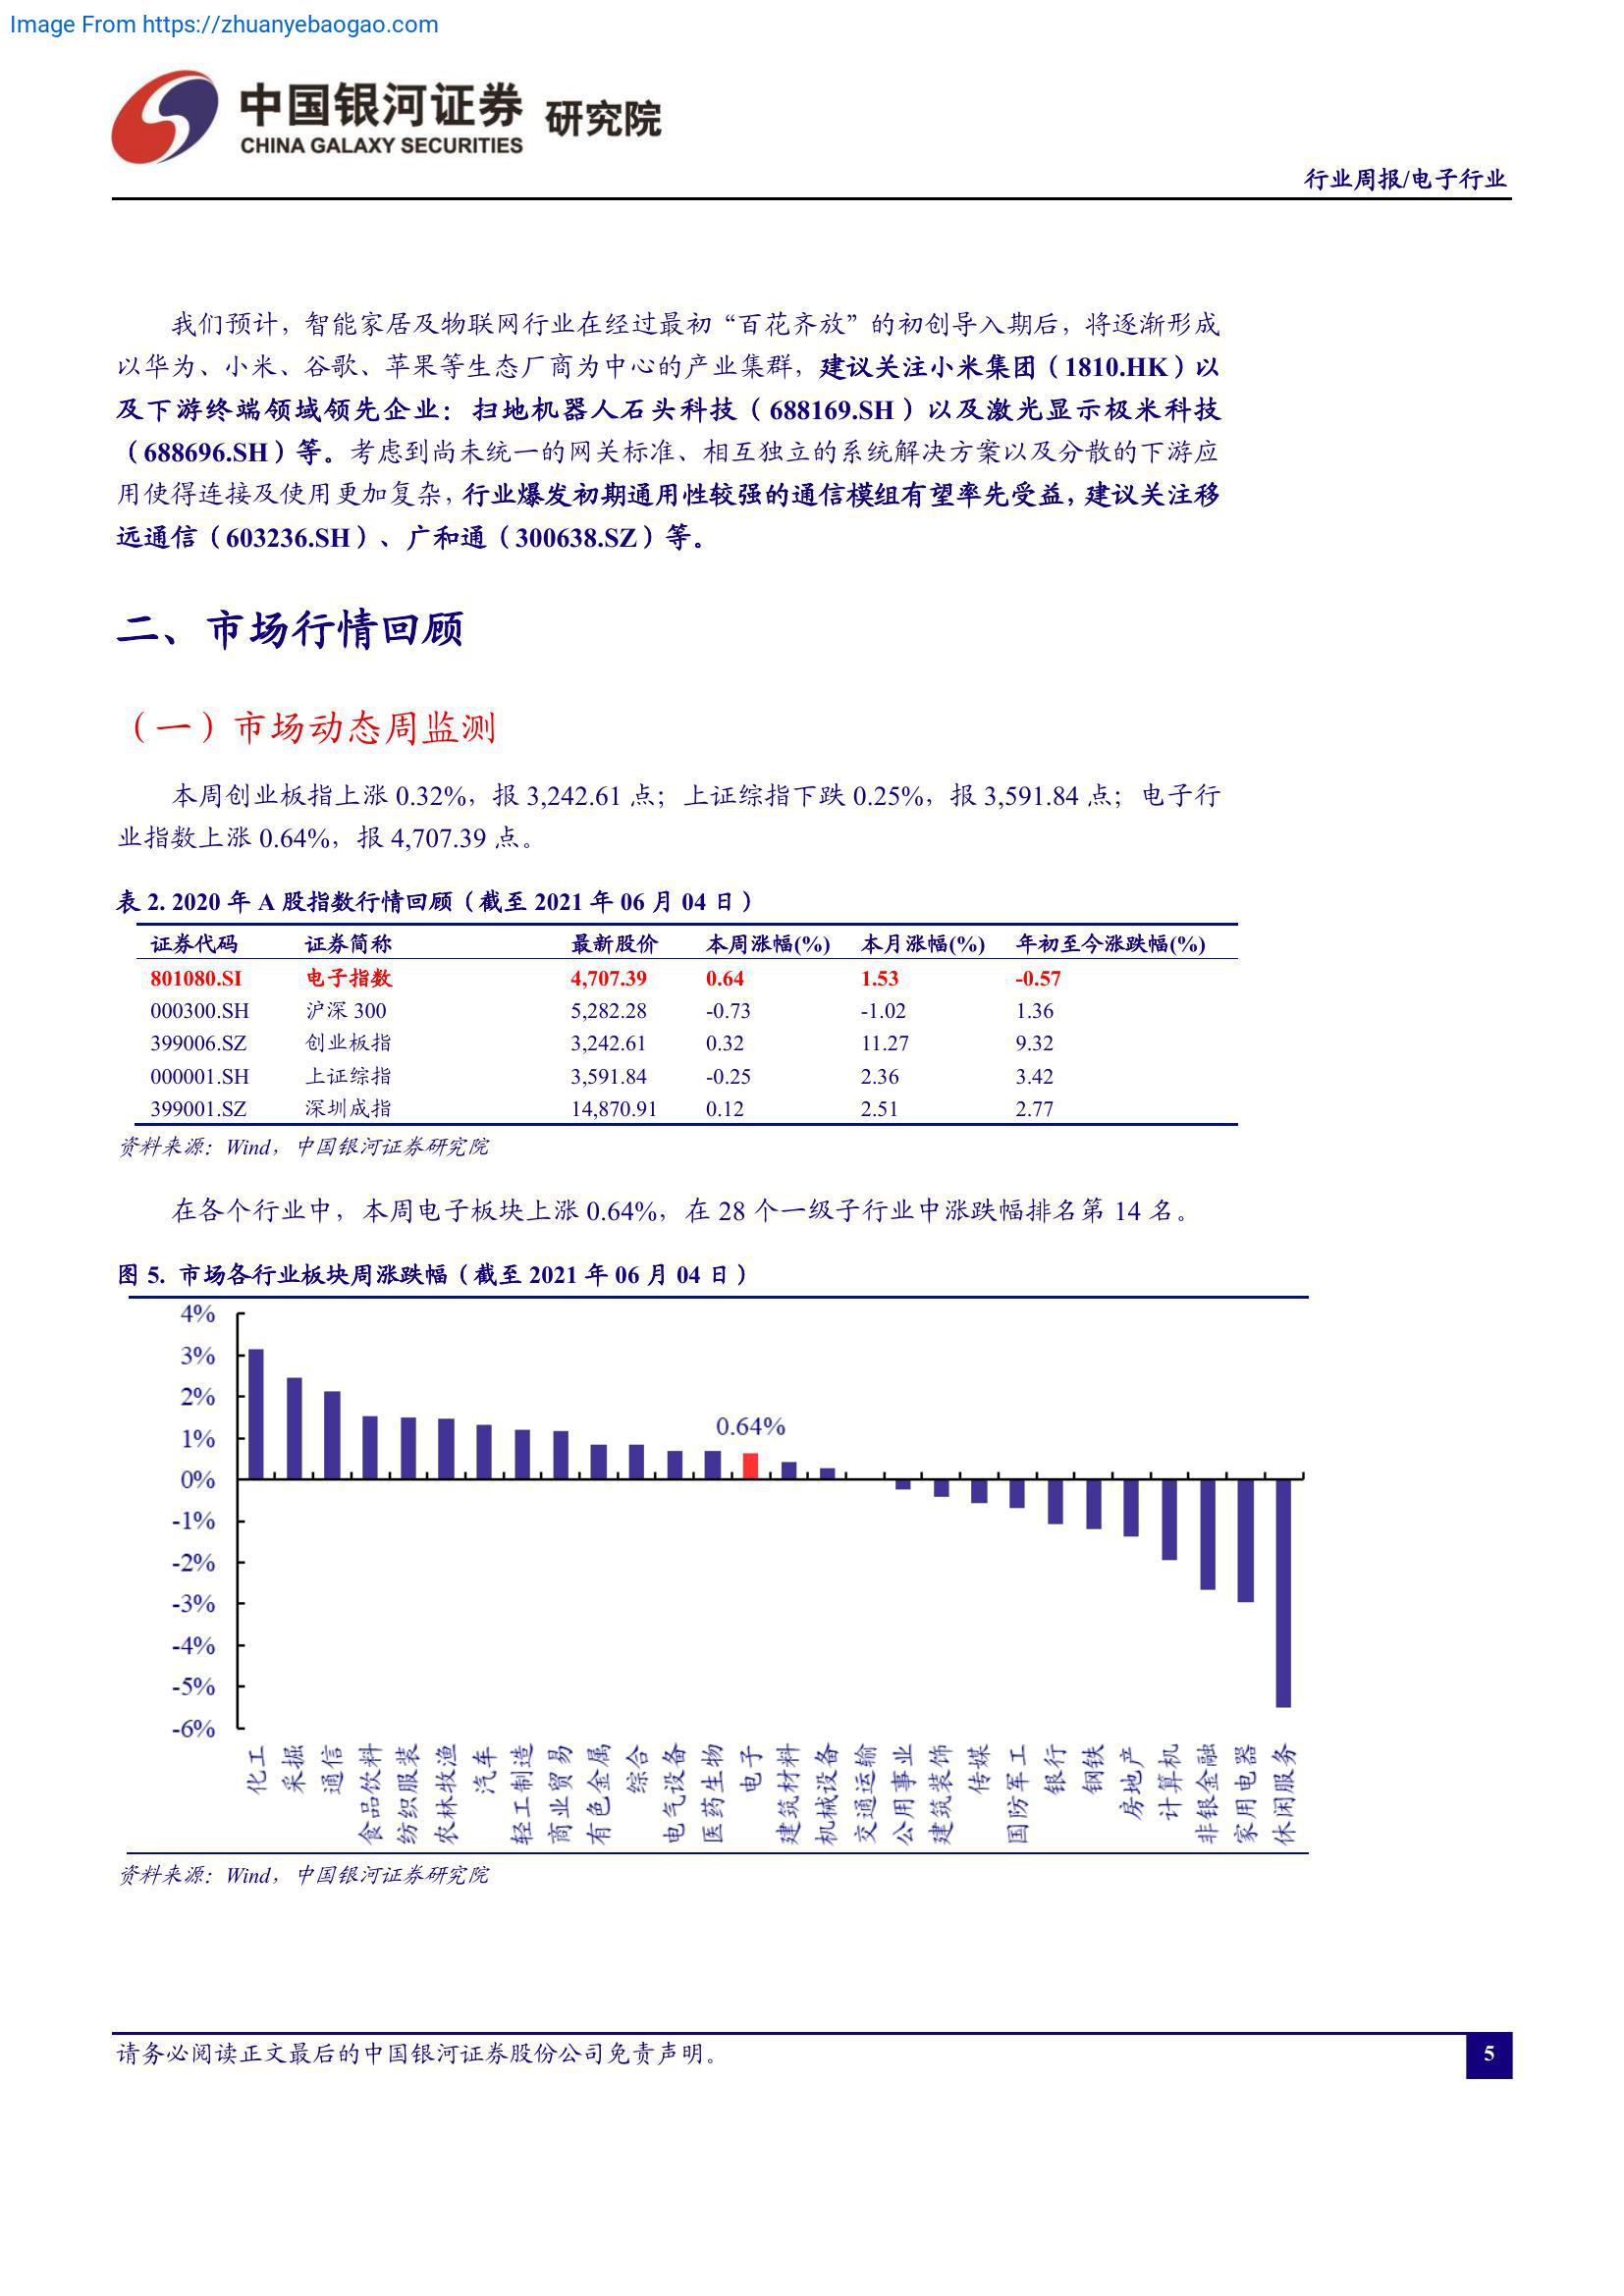 Image From https://zhuanyebaogao.com
中国银河证券 研究院
CHINA GALAXY SECURITIES
行业周报/电子行业
我们预计，智能家居及物联网行业在经过最初“百花齐放”的初创导入期后，将逐渐形成
以华为、小米、谷歌、苹果等生态厂商为中心的产业集群，建议关注小米集团（1810.HK）以
及下游终端领域领先企业：扫地机器人石头科技（688169.SH）以及激光显示极米科技
（688696.SH）等。考虑到尚未统一的网关标准、相互独立的系统解决方案以及分散的下游应
用使得连接及使用更加复杂，行业爆发初期通用性较强的通信模组有望率先受益，建议关注移
远通信（603236.SH）、广和通（300638.SZ）等。
二、市场行情回顾
（一）市场动态周监测
本周创业板指上涨 0.32%，报 3,242.61 点；上证综指下跌 0.25%，报 3,591.84 点；电子行
业指数上涨 0.64%，报 4,707.39 点。
表 2. 2020 年 A 股指数行情回顾（截至 2021 年 06 月 04 日）
证券代码 证券简称 最新股价 本周涨幅(%) 本月涨幅(%) 年初至今涨跌幅(%)
801080.SI 电子指数 4,707.39 0.64 1.53 -0.57
000300.SH 沪深 300 5,282.28 -0.73 -1.02 1.36
399006.SZ 创业板指 3,242.61 0.32 11.27 9.32
000001.SH 上证综指 3,591.84 -0.25 2.36 3.42
399001.SZ 深圳成指 14,870.91 0.12 2.51 2.77
资料来源：Wind，中国银河证券研究院
在各个行业中，本周电子板块上涨 0.64%，在 28 个一级子行业中涨跌幅排名第 14 名。
图 5. 市场各行业板块周涨跌幅（截至 2021 年 06 月 04 日）
4%
3%
2%
1%
0%
-1%
-2%
-3%
-4%
-5%
-6%
0.64%
化工
采掘
通信
食品饮料
纺织服装
农林牧渔
汽车
轻工制造
商业贸易
有色金属
综合
电气设备
医药生物
电子
建筑材料
机械设备
交通运输
公用事业
建筑装饰
传媒
国防军工
银行
钢铁
房地产
计算机
非银金融
家用电器
休闲服务
资料来源：Wind，中国银河证券研究院
请务必阅读正文最后的中国银河证券股份公司免责声明。
5